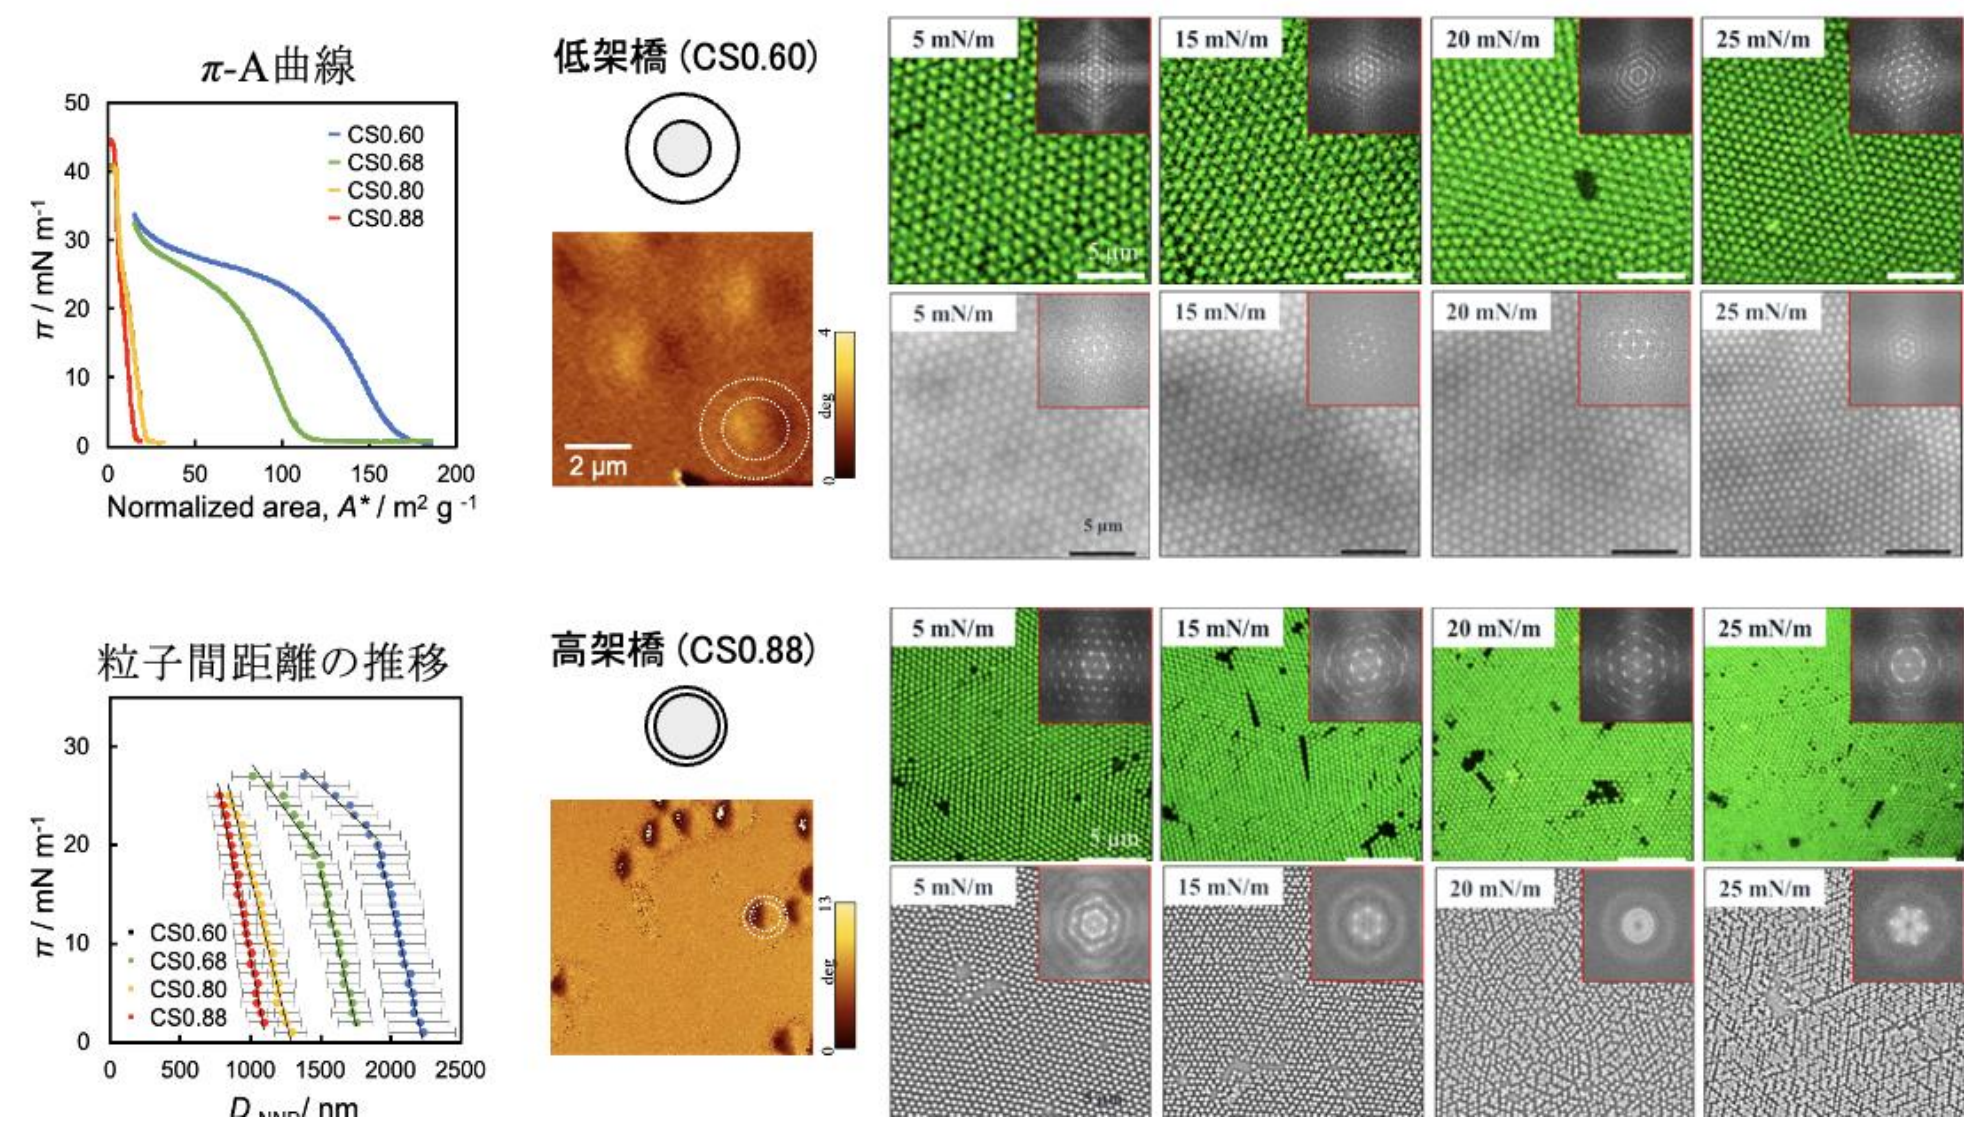 π-A曲線
50
40
30
20
10
0
π / mN m-1
CS0.60
CS0.68
CS0.80
CS0.88
0 50 100 150 200
Normalized area, A* / m2 g -1
低架橋 (CS0.60)
2 µm
4
deg
0
5 mN/m
15 mN/m
20 mN/m
25 mN/m
5 µm
5 mN/m
15 mN/m
20 mN/m
25 mN/m
5 µm
粒子間距離の推移
30
20
10
0
π / mN m-1
CS0.60
CS0.68
CS0.80
CS0.88
0 500 1000 1500 2000 2500
D / nm
高架橋 (CS0.88)
13
deg
0
5 mN/m
15 mN/m
20 mN/m
25 mN/m
5 µm
5 mN/m
15 mN/m
20 mN/m
25 mN/m
5 µm